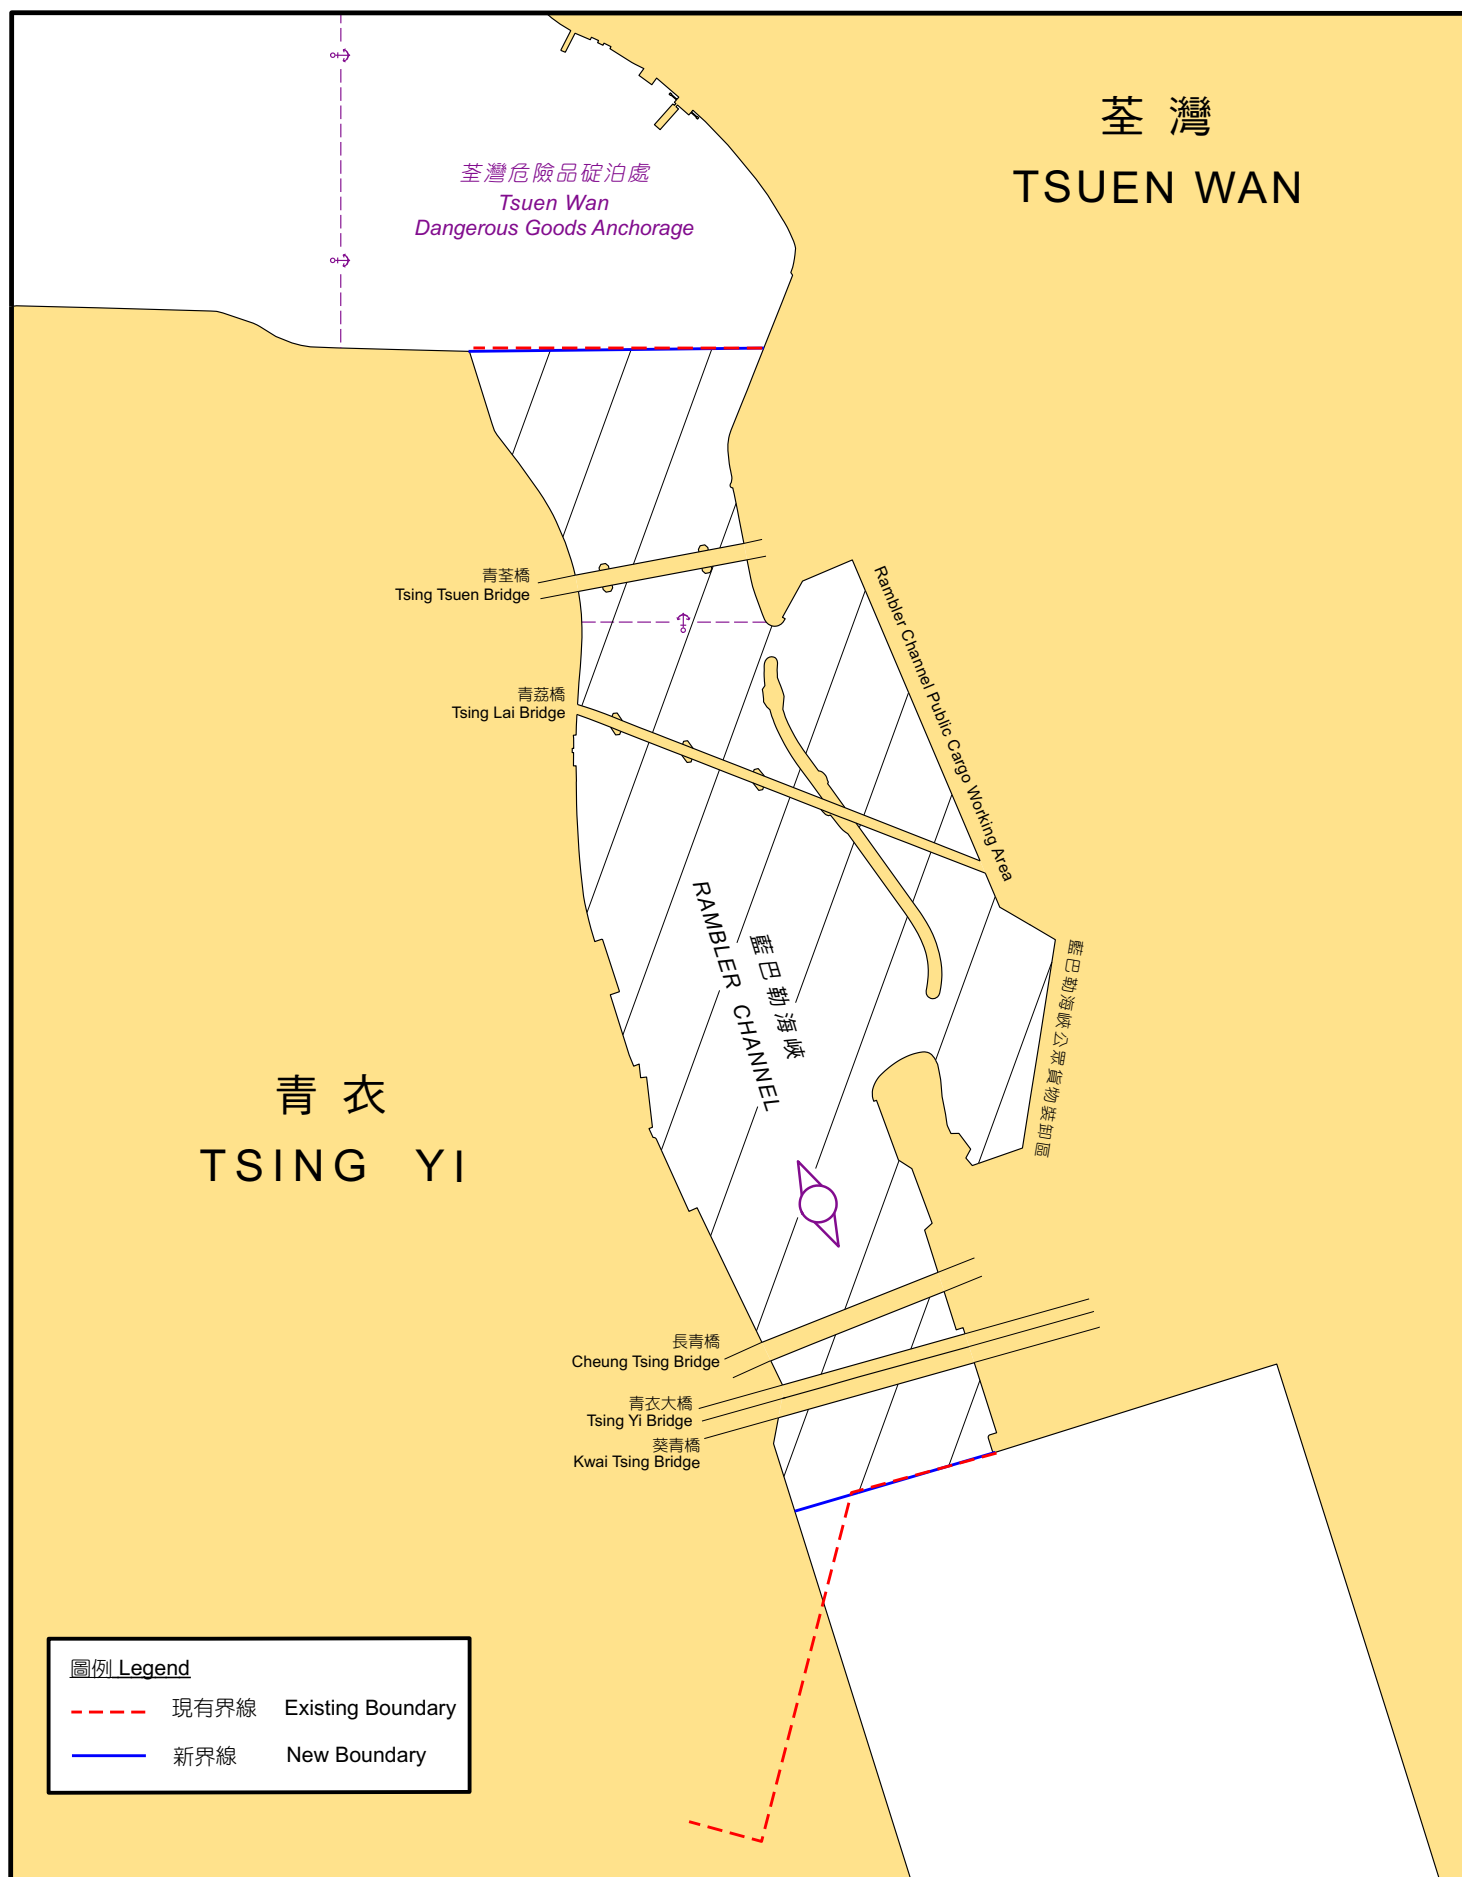 荃灣
TSUEN WAN
荃灣危險品碇泊處
Tsuen Wan
Dangerous Goods Anchorage
青荃橋
Tsing Tsuen Bridge
Rambler Channel Public Cargo Working Area
青荔橋
Tsing Lai Bridge
藍巴勒海峽
RAMBLER CHANNEL
藍巴勒海峽公眾貨物裝卸區
青衣
TSING YI
長青橋
Cheung Tsing Bridge
青衣大橋
Tsing Yi Bridge
葵青橋
Kwai Tsing Bridge
圖例 Legend
現有界線 Existing Boundary
新界線 New Boundary